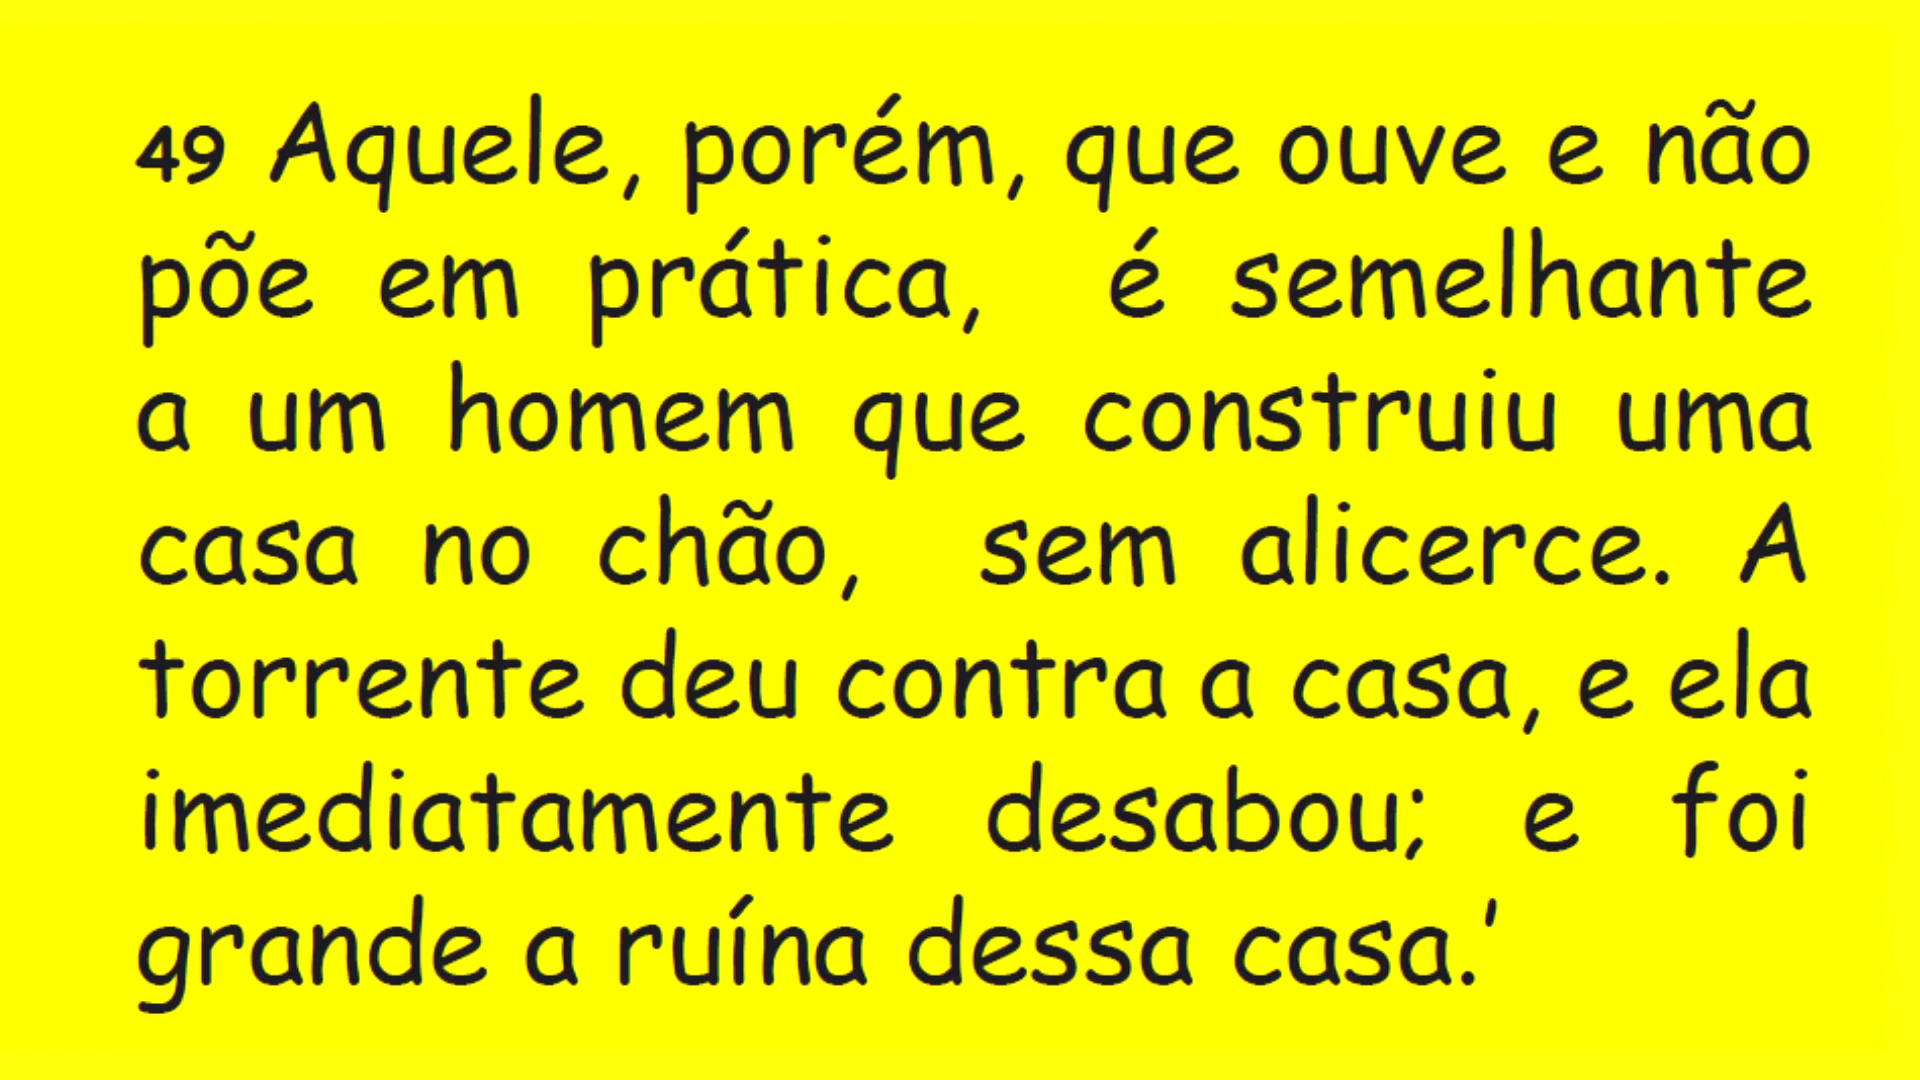 49 Aquele, porém, que ouve e não
põe em prática, é semelhante
a um homem que construiu uma
casa no chão, sem alicerce. A
torrente deu contra a casa, e ela
imediatamente desabou; e foi
grande a ruína dessa casa.’